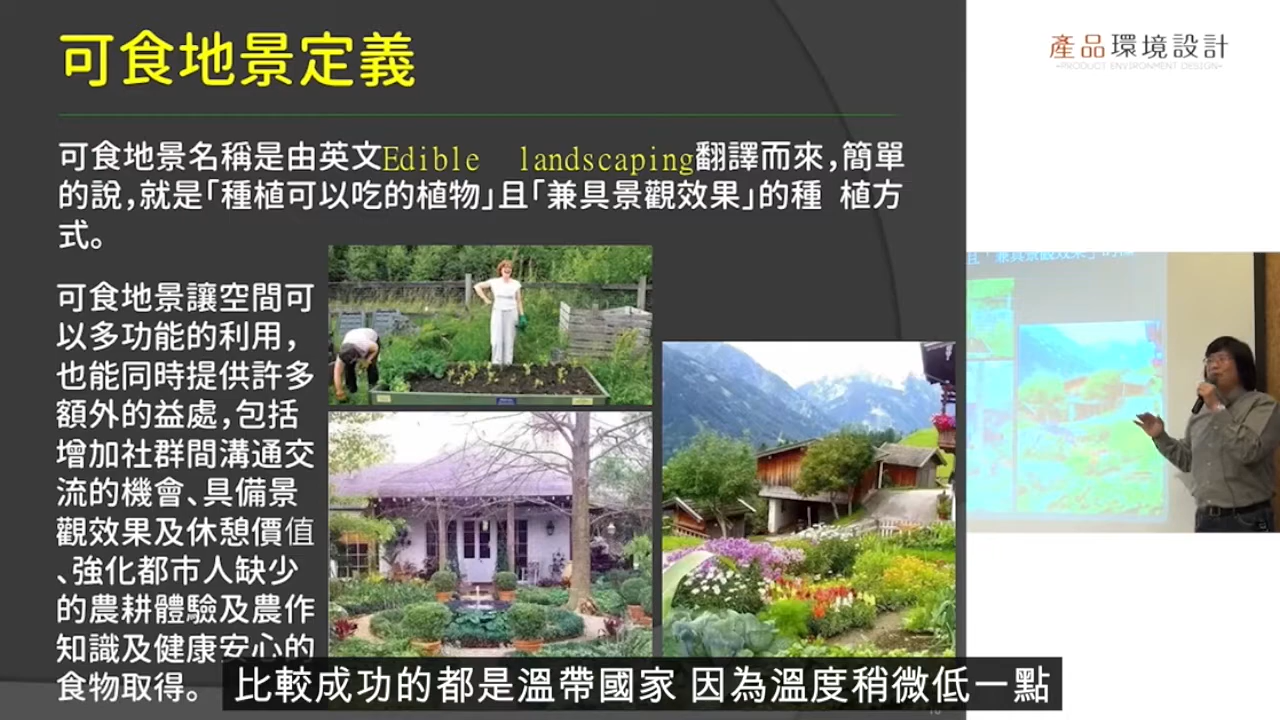 可食地景定義
產品環境設計
-PRODUCT ENVIRONMENT DESIGN-
可食地景名稱是由英文Edible landscaping翻譯而來,簡單
的說,就是「種植可以吃的植物」且「兼具景觀效果」的種 植方
式。
可食地景讓空間可
以多功能的利用,
也能同時提供許多
額外的益處,包括
增加社群間溝通交
流的機會、具備景
觀效果及休憩價值
、強化都市人缺少
的農耕體驗及農作
知識及健康安心的
食物取得。
比較成功的都是溫帶國家 因為溫度稍微低一點